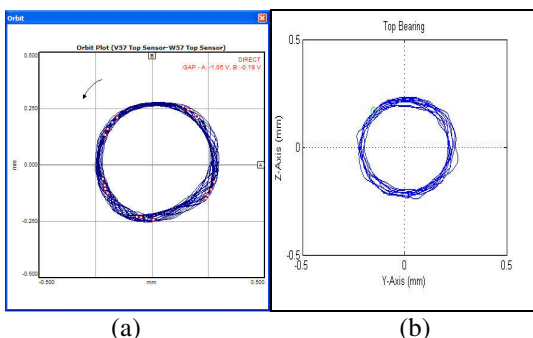 Orbit
Orbit Plot (V57 Top Sensor-W57 Top Sensor)
DIRECT
GAP - A: -1.06 V, B: -0.19 V
B
A
0.500
0.250
0.000
-0.250
-0.500
mm
-0.500
mm
0.500
(a)
Top Bearing
0.5
0
-0.5
Z-Axis (mm)
-0.5
0
0.5
Y-Axis (mm)
(b)